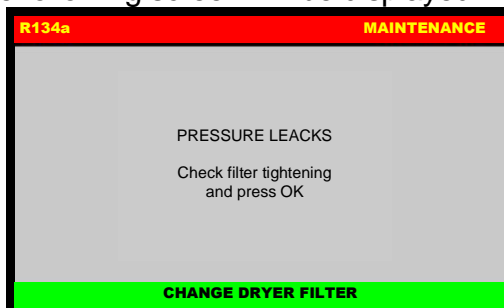 R134a MAINTENANCE
PRESSURE LEACKS
Check filter tightening
and press OK
CHANGE DRYER FILTER